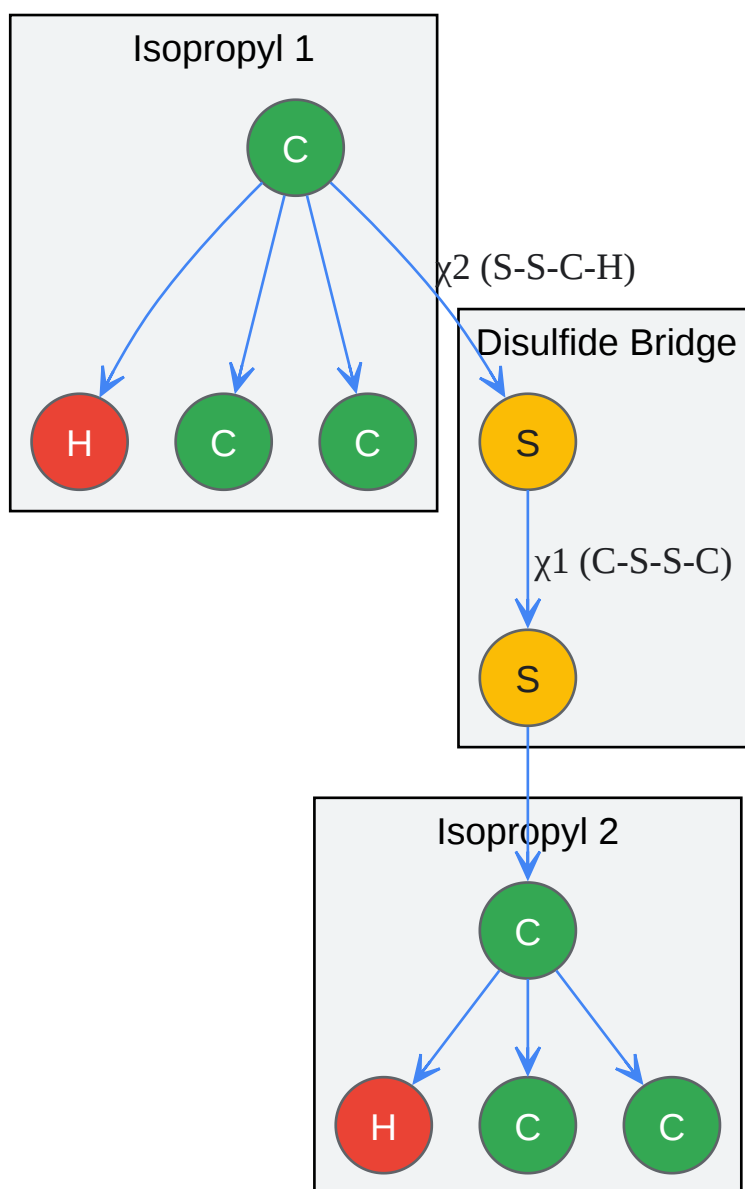 Isopropyl 1
C
χ2 (S-S-C-H)
Disulfide Bridge
H
C
C
S
χ1 (C-S-S-C)
S
Isopropyl 2
C
H
C
C